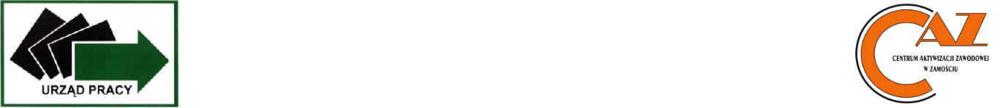 URZĄD PRACY
CAZ
CENTRUM AKTYWIZACJI ZAWODOWEJ
W ZAMOŚCIU